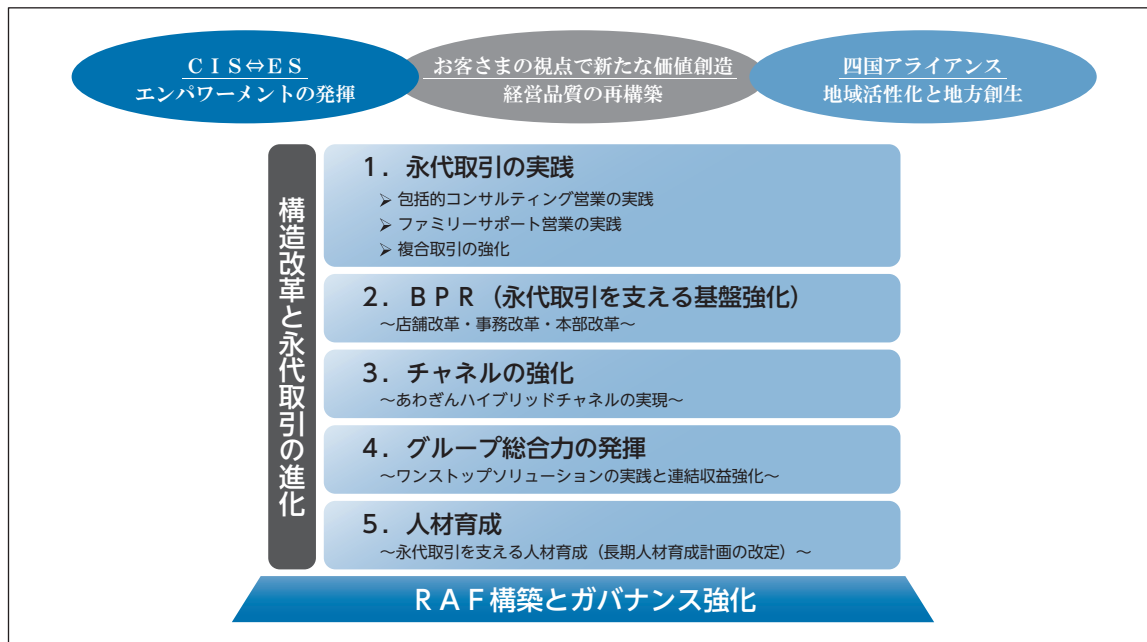 ＣＩＳ⇔ＥＳ
エンパワーメントの発揮
お客さまの視点で新たな価値創造
経営品質の再構築
四国アライアンス
地域活性化と地方創生
構造改革と永代取引の進化
１．永代取引の実践
➢ 包括的コンサルティング営業の実践
➢ ファミリーサポート営業の実践
➢ 複合取引の強化
２．ＢＰＲ（永代取引を支える基盤強化）
～店舗改革・事務改革・本部改革～
３．チャネルの強化
～あわぎんハイブリッドチャネルの実現～
４．グループ総合力の発揮
～ワンストップソリューションの実践と連結収益強化～
５．人材育成
～永代取引を支える人材育成（長期人材育成計画の改定）～
ＲＡＦ構築とガバナンス強化